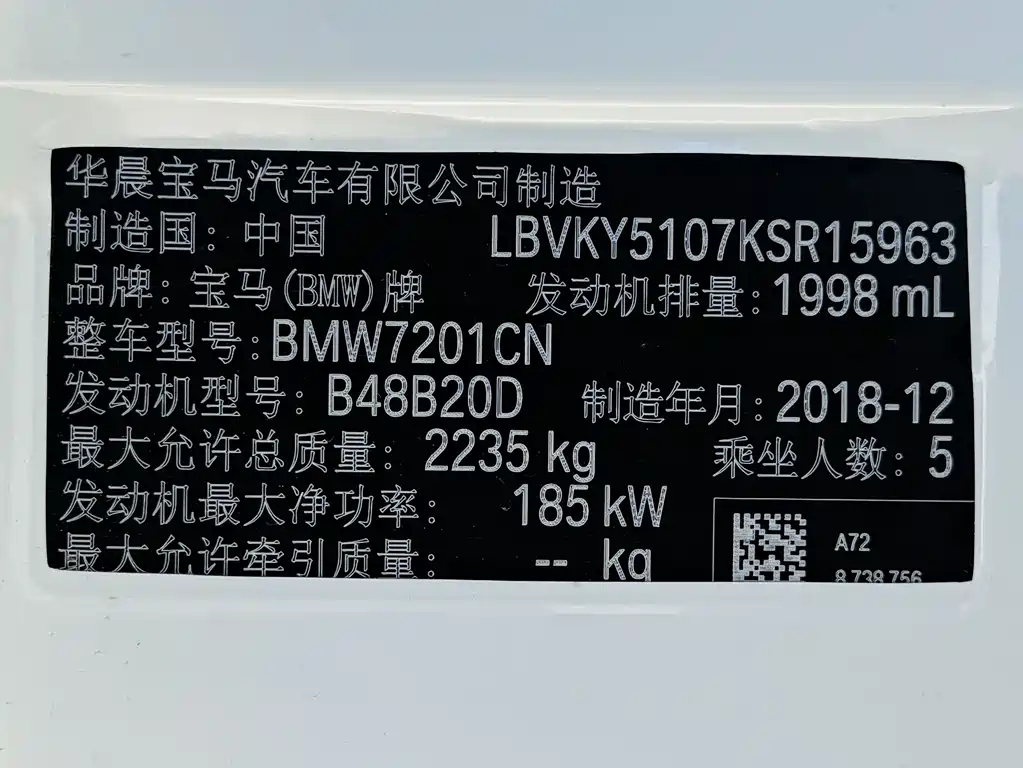 华晨宝马汽车有限公司制造
制造国: 中国 LBVKY5107KSR15963
品牌: 宝马(BMW)牌 发动机排量: 1998 mL
整车型号: BMW7201CN
发动机型号: B48B20D 制造年月: 2018-12
最大允许总质量: 2235 kg 乘坐人数: 5
发动机最大净功率: 185 kW
最大允许牵引质量: -- kg
A72
8 738 756